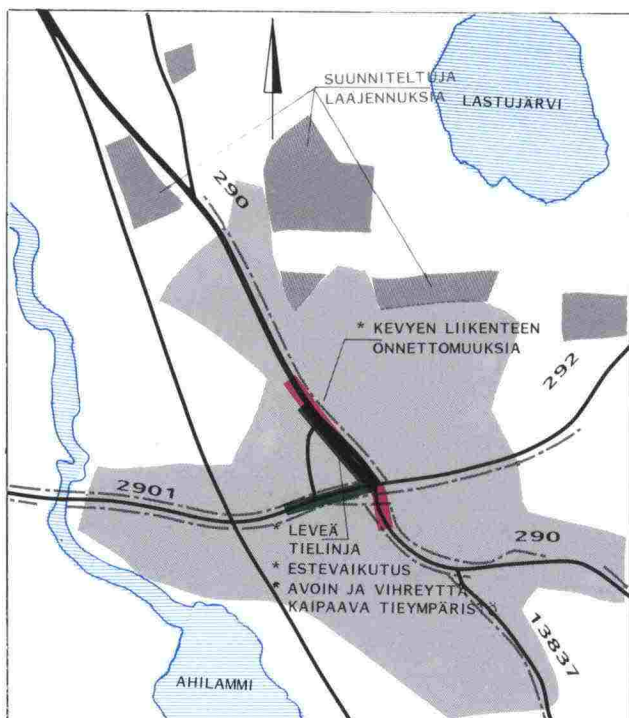 SUUNNITELTUJA
LAAJENNUKSIA
LASTUJÄRVI
290
* KEVYEN LIIKENTEEN
ONNETTOMUUKSIA
292
2901
* LEVEÄ
TIELINJA
* ESTEVAIKUTUS
* AVOIN JA VIHREYTTÄ
KAIPAAVA TIEYMPÄRISTÖ
290
13837
AHILAMMI